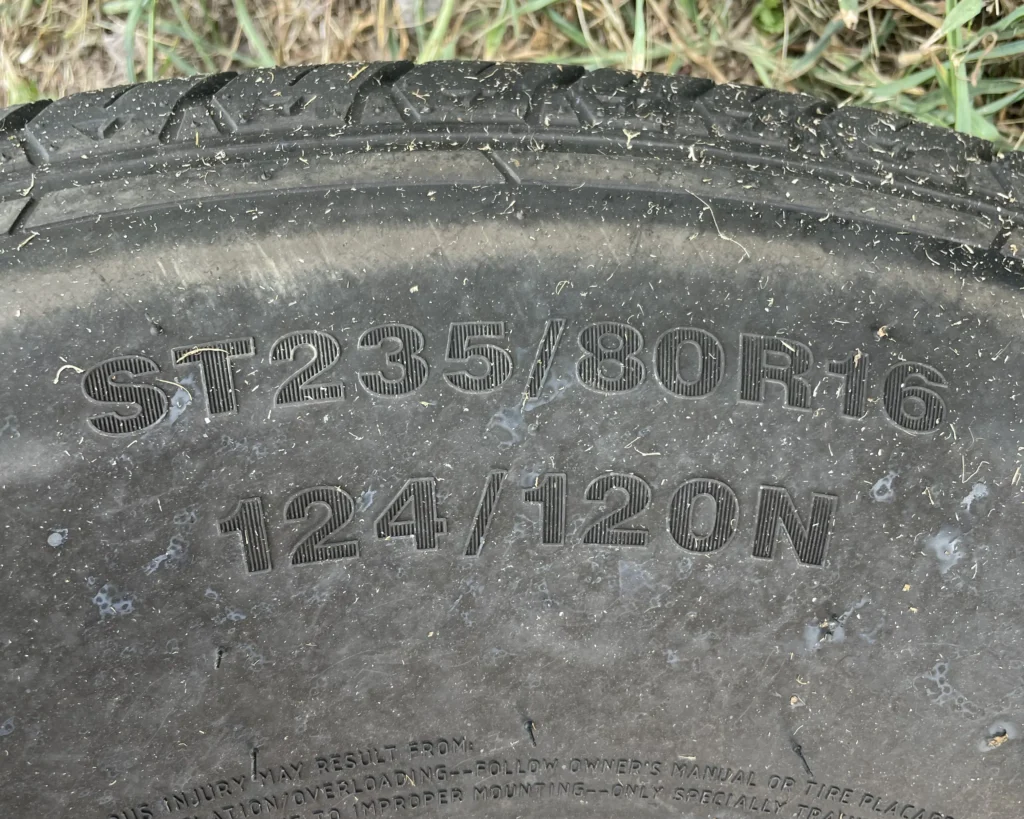 ST235/80R16
124/120N
INJURY MAY RESULT FROM:
OVERLOADING--FOLLOW OWNER'S MANUAL OR TIRE
TO IMPROPER MOUNTING--ONLY SPECIALLY